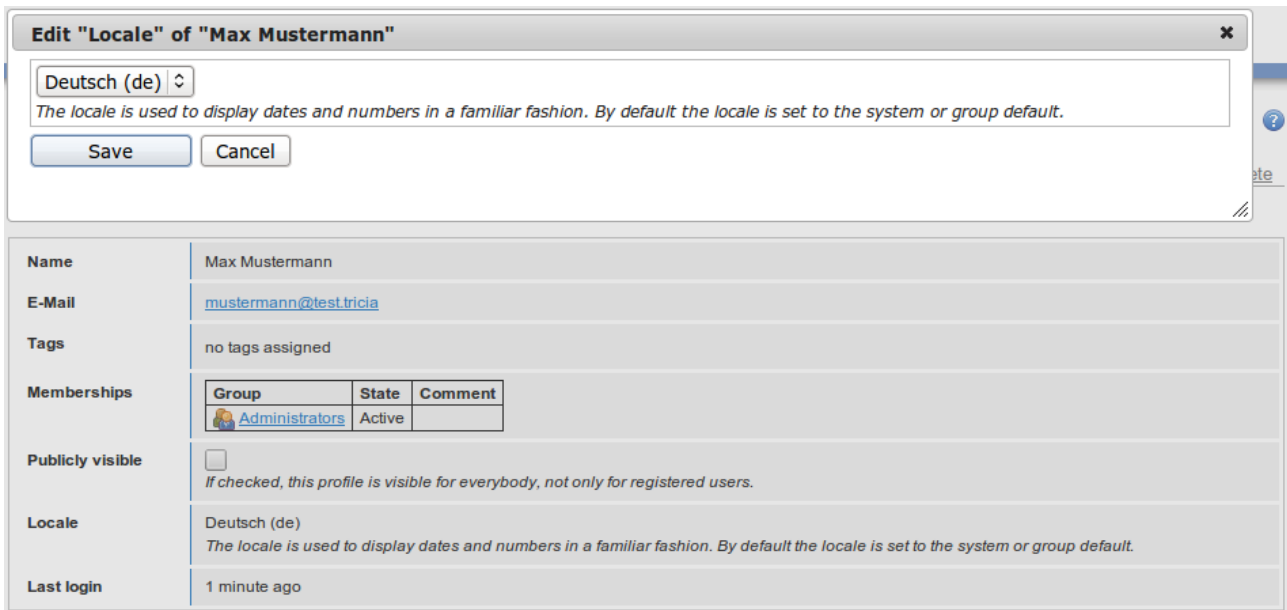 Edit "Locale" of "Max Mustermann"
Deutsch (de)
The locale is used to display dates and numbers in a familiar fashion. By default the locale is set to the system or group default.
Save Cancel
Name Max Mustermann
E-Mail mustermann@test.tricia
Tags no tags assigned
Memberships Group State Comment
Administrators Active
Publicly visible
If checked, this profile is visible for everybody, not only for registered users.
Locale Deutsch (de)
The locale is used to display dates and numbers in a familiar fashion. By default the locale is set to the system or group default.
Last login 1 minute ago